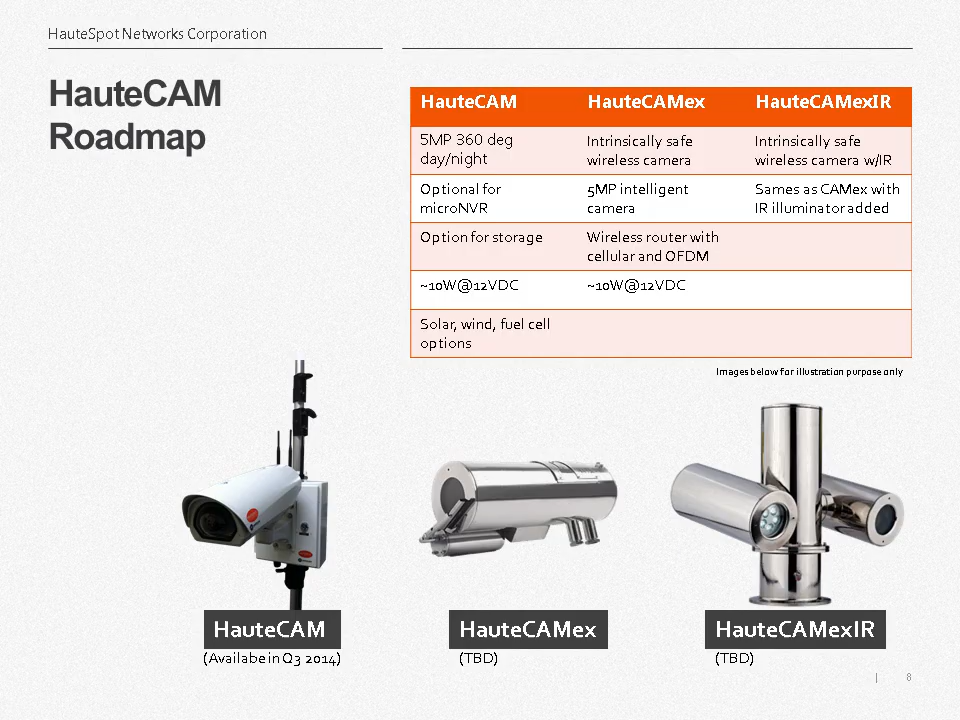 HauteSpot Networks Corporation
HauteCAM
Roadmap
HauteCAM HauteCAMex HauteCAMexIR
5MP 360 deg
day/night
Intrinsically safe
wireless camera
Intrinsically safe
wireless camera w/IR
Optional for
microNVR
5MP intelligent
camera
Sames as CAMex with
IR illuminator added
Option for storage
Wireless router with
cellular and OFDM
~10W@12VDC ~10W@12VDC
Solar, wind, fuel cell
options
Images below for illustration purpose only
HauteCAM
(Availabe in Q3 2014)
HauteCAMex
(TBD)
HauteCAMexIR
(TBD)
| 8